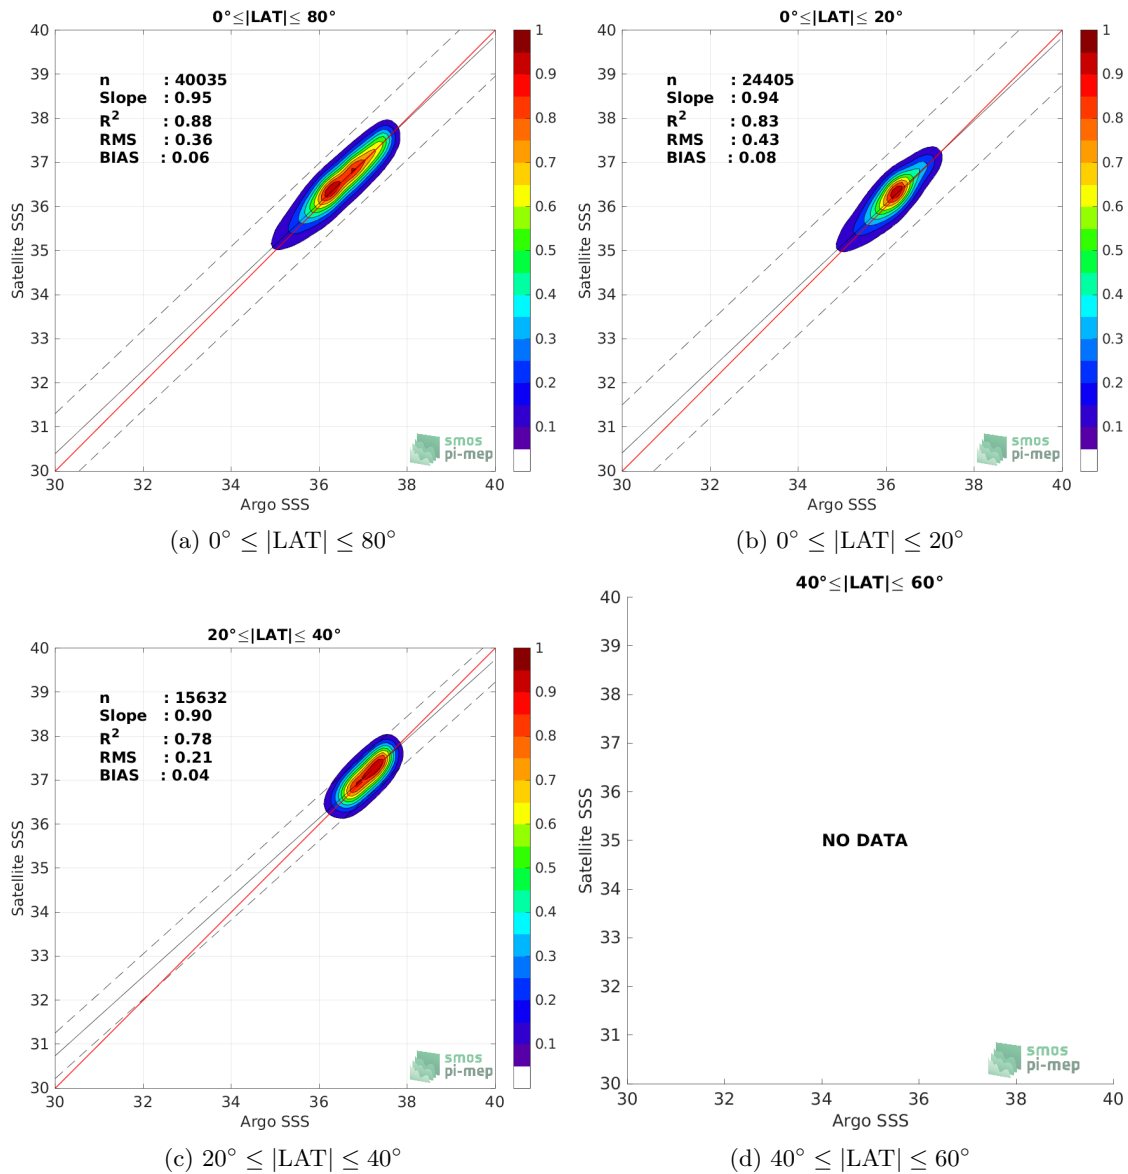 0°≤|LAT|≤ 80°
40
39
38
37
36
35
34
33
32
31
30
Satellite SSS
n : 40035
Slope : 0.95
R² : 0.88
RMS : 0.36
BIAS : 0.06
smos
pi-mep
30 32 34 36 38 40
Argo SSS
1
0.9
0.8
0.7
0.6
0.5
0.4
0.3
0.2
0.1
(a) 0° ≤ |LAT| ≤ 80°
0°≤|LAT|≤ 20°
40
39
38
37
36
35
34
33
32
31
30
Satellite SSS
n : 24405
Slope : 0.94
R² : 0.83
RMS : 0.43
BIAS : 0.08
smos
pi-mep
30 32 34 36 38 40
Argo SSS
1
0.9
0.8
0.7
0.6
0.5
0.4
0.3
0.2
0.1
(b) 0° ≤ |LAT| ≤ 20°
20°≤|LAT|≤ 40°
40
39
38
37
36
35
34
33
32
31
30
Satellite SSS
n : 15632
Slope : 0.90
R² : 0.78
RMS : 0.21
BIAS : 0.04
smos
pi-mep
30 32 34 36 38 40
Argo SSS
1
0.9
0.8
0.7
0.6
0.5
0.4
0.3
0.2
0.1
(c) 20° ≤ |LAT| ≤ 40°
40°≤|LAT|≤ 60°
40
39
38
37
36
35
34
33
32
31
30
Satellite SSS
NO DATA
smos
pi-mep
30 32 34 36 38 40
Argo SSS
(d) 40° ≤ |LAT| ≤ 60°